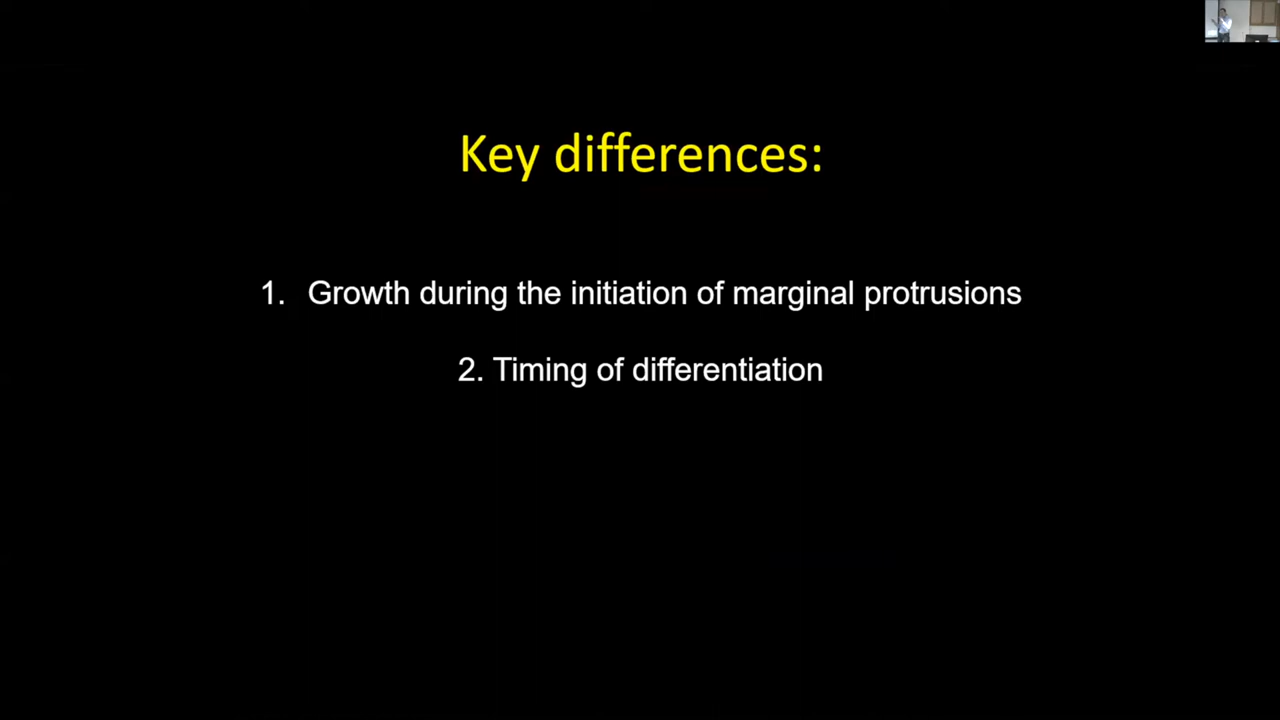 Key differences:
1. Growth during the initiation of marginal protrusions
2. Timing of differentiation